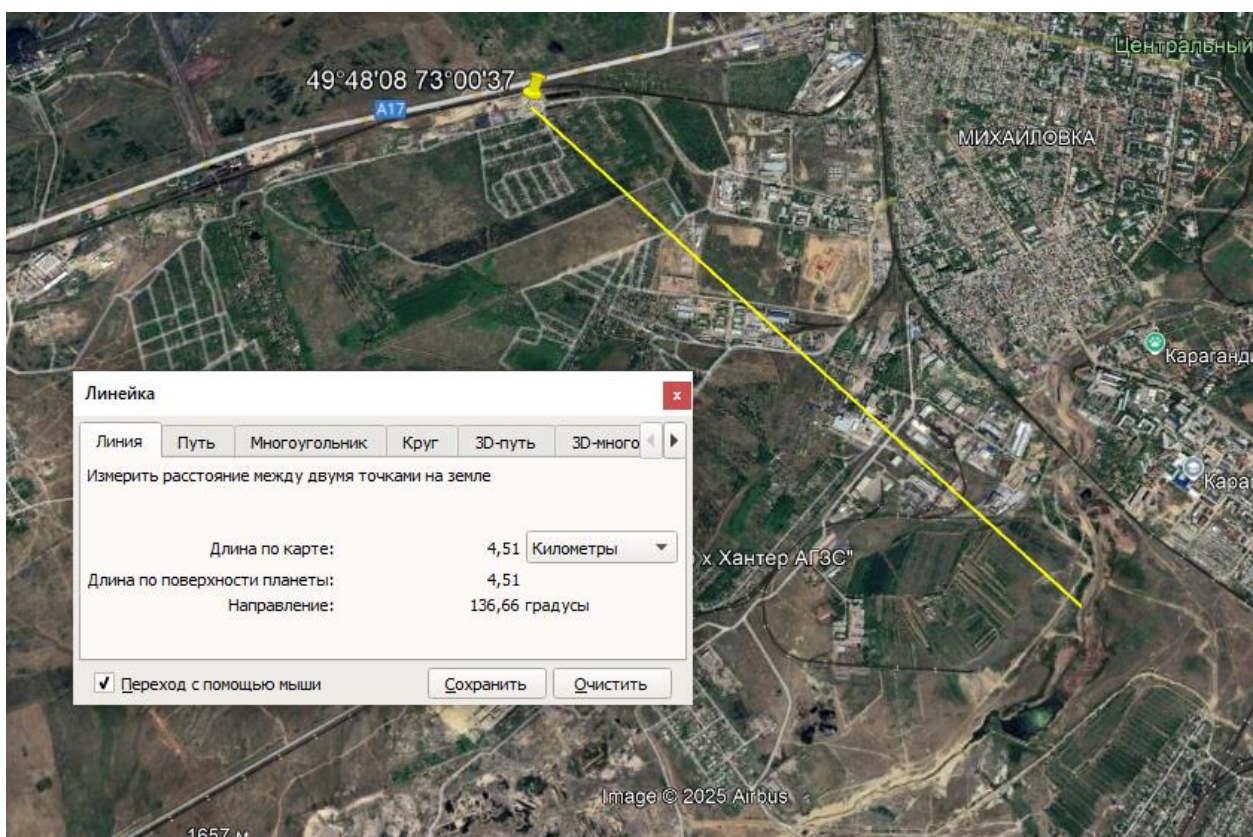 Центральный
49°48'08 73°00'37
A17
МИХАЙЛОВКА
Караганд
Линейка
x
Линия Путь Многоугольник Круг 3D-путь 3D-много
Измерить расстояние между двумя точками на земле
Кара
Длина по карте: 4,51 Километры
х Хантер АГЗС"
Длина по поверхности планеты: 4,51
Направление: 136,66 градусы
Переход с помощью мыши Сохранить Очистить
Image © 2025 Airbus
1657 м